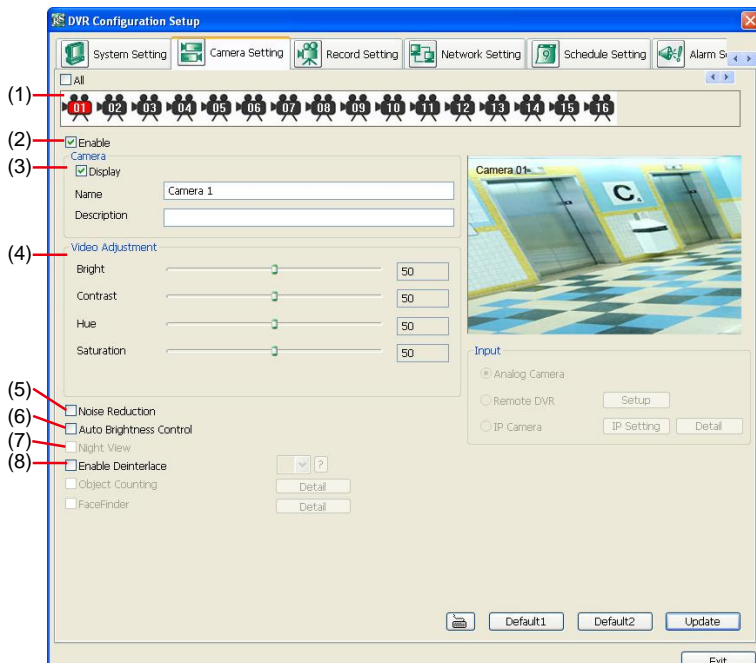 DVR Configuration Setup
System Setting Camera Setting Record Setting Network Setting Schedule Setting Alarm
All
(1) 01 02 03 04 05 06 07 08 09 10 11 12 13 14 15 16
(2) Enable
Camera
(3) Display
Name Camera 1
Description
Camera 01
C
(4) Video Adjustment
Bright 50
Contrast 50
Hue 50
Saturation 50
Input
Analog Camera
Remote DVR Setup
IP Camera IP Setting Detail
(5) Noise Reduction
(6) Auto Brightness Control
(7) Night View
(8) Enable Deinterlace ?
Object Counting Detail
FaceFinder Detail
Default1 Default2 Update
Exit